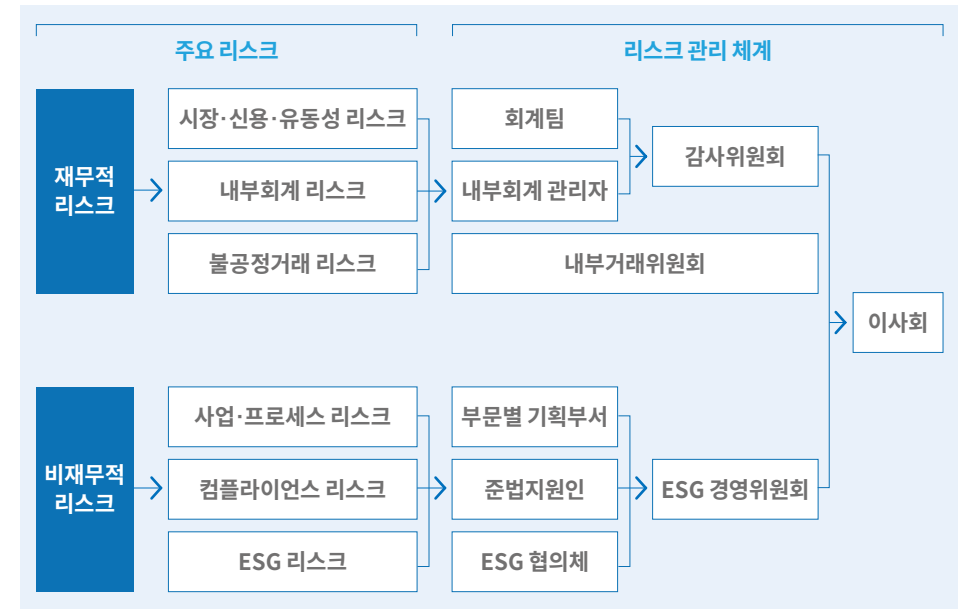 주요 리스크
리스크 관리 체계
재무적
리스크
시장·신용·유동성 리스크
내부회계 리스크
불공정거래 리스크
회계팀
내부회계 관리자
감사위원회
내부거래위원회
이사회
비재무적
리스크
사업·프로세스 리스크
컴플라이언스 리스크
ESG 리스크
부문별 기획부서
준법지원인
ESG 협의체
ESG 경영위원회